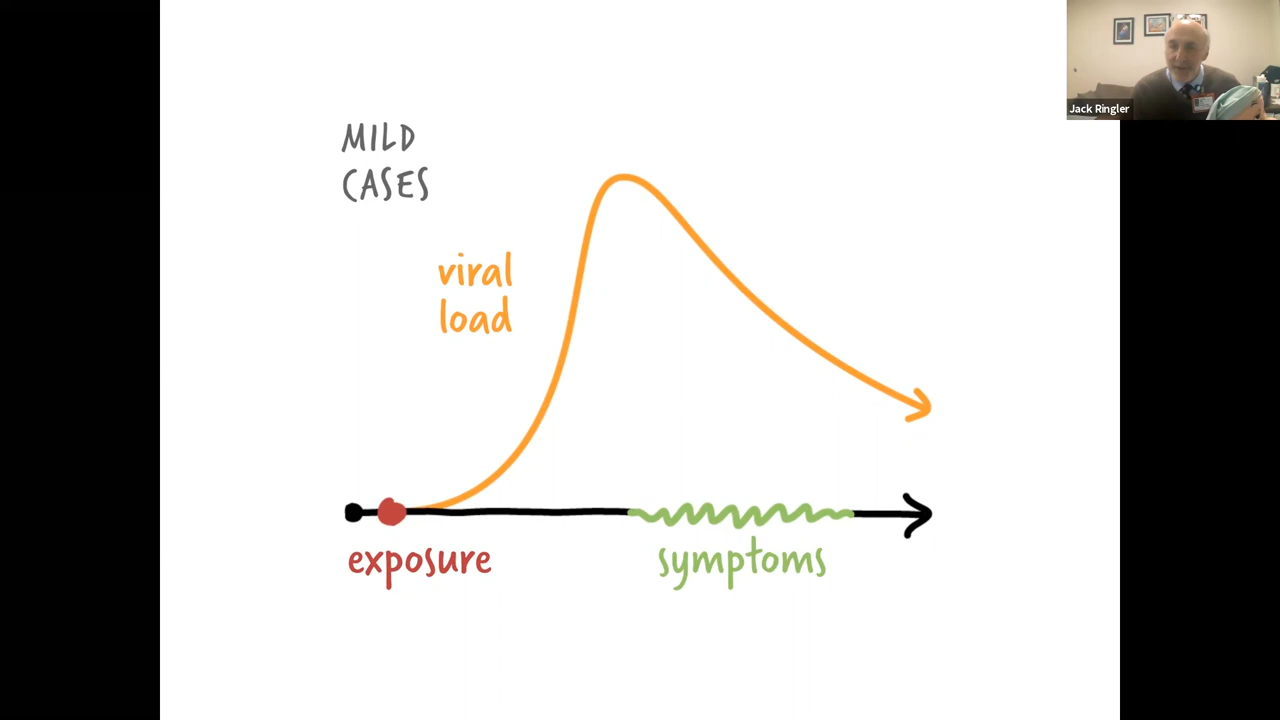 MILD
CASES
viral
load
exposure
symptoms
Jack Ringler